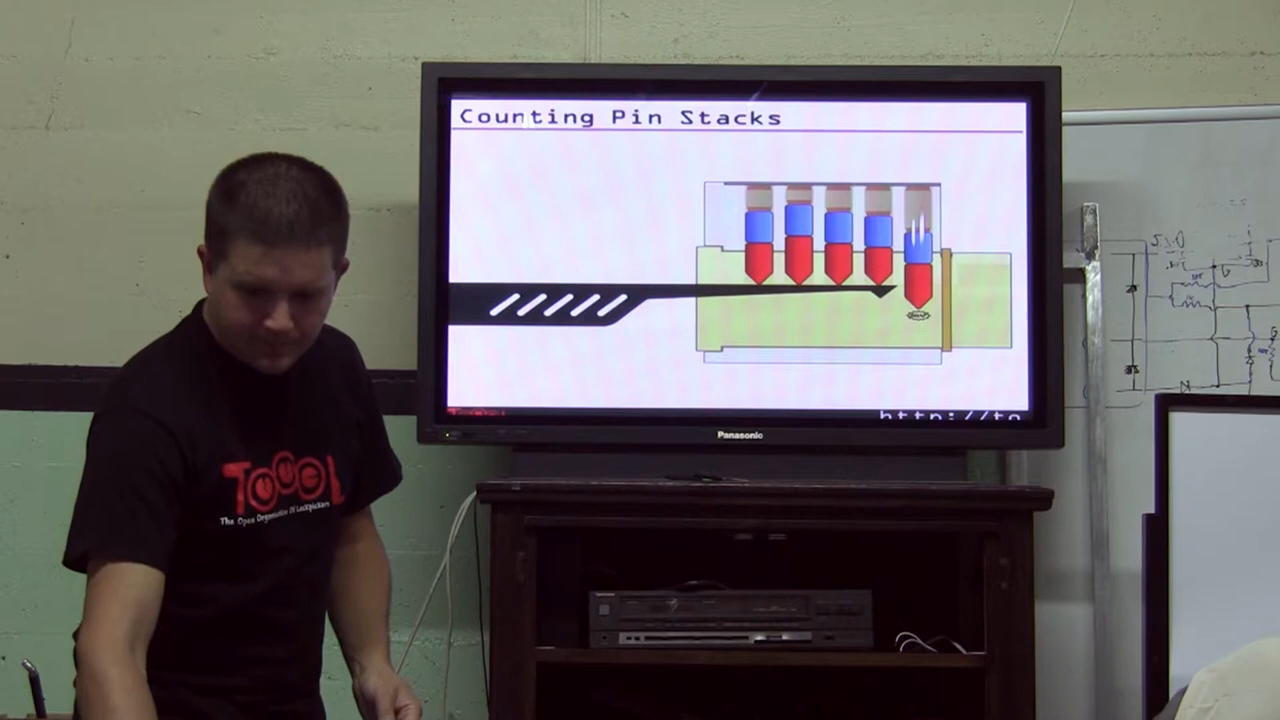 Counting Pin Stacks
http://to
Panasonic
TOOOL
The Open Organisation Of Lockpickers